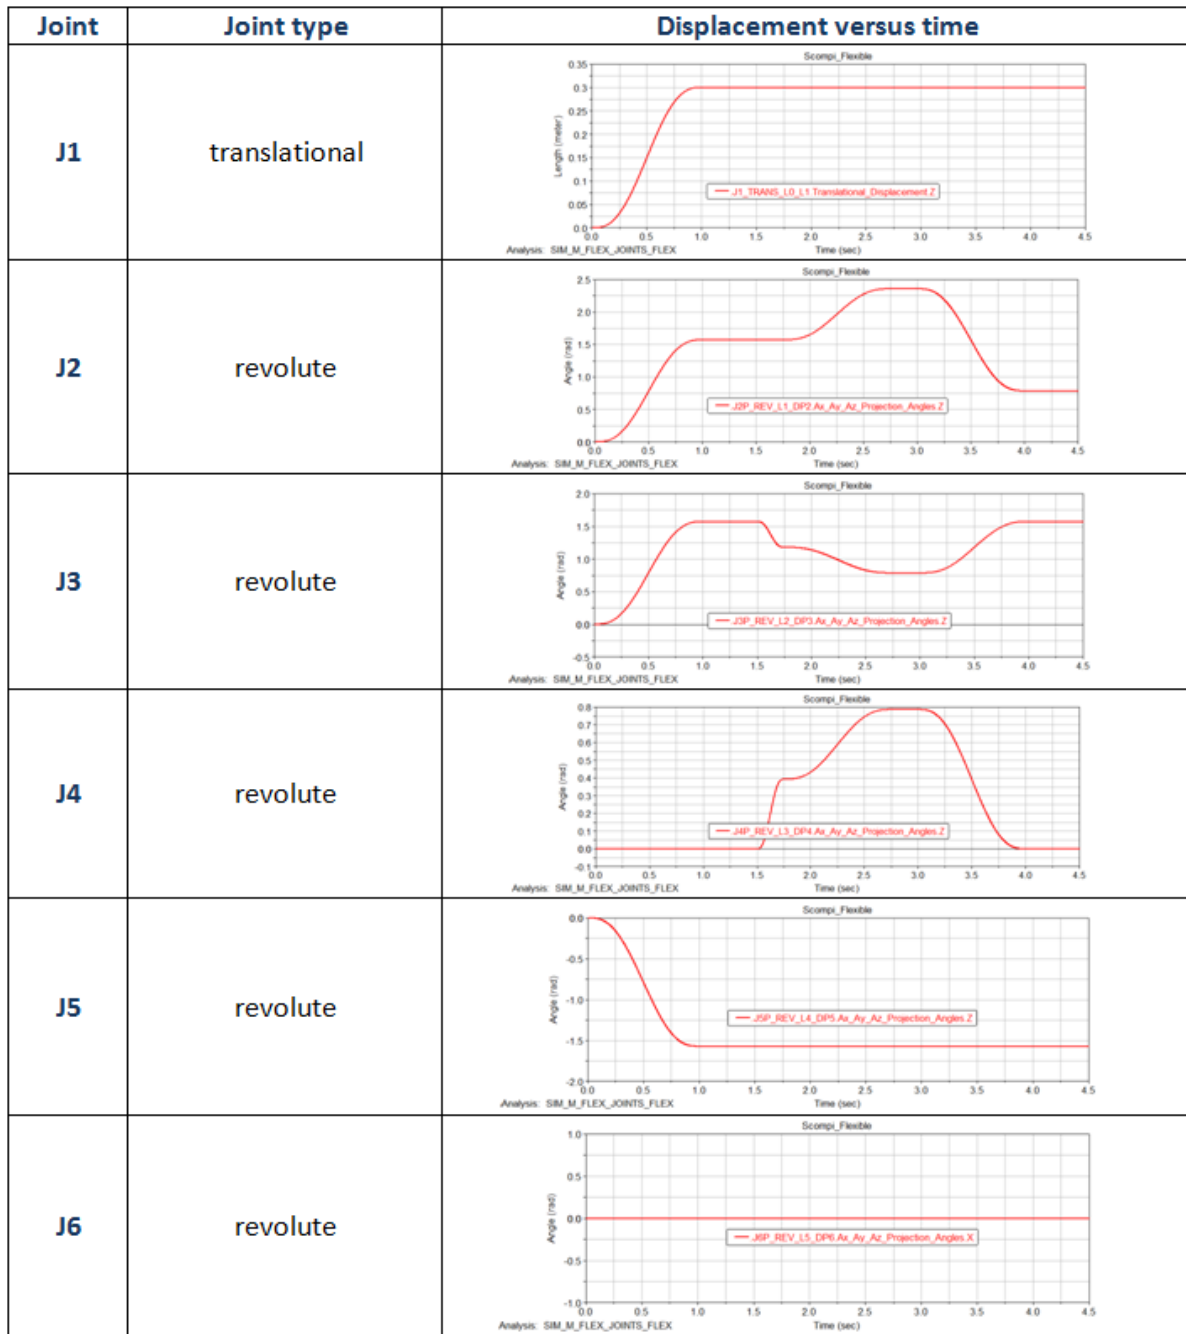 Joint Joint type Displacement versus time
J1 translational
Scompi_Flexible
Length (meter)
0.35
0.3
0.25
0.2
0.15
0.1
0.05
0.0
J1_TRANS_L0_L1.Translational_Displacement.Z
0.0 0.5 1.0 1.5 2.0 2.5 3.0 3.5 4.0 4.5
Analysis: SIM_M_FLEX_JOINTS_FLEX Time (sec)
J2 revolute
Scompi_Flexible
Angle (rad)
2.5
2.0
1.5
1.0
0.5
0.0
J2P_REV_L1_DP2.Ax_Ay_Az_Projection_Angles.Z
0.0 0.5 1.0 1.5 2.0 2.5 3.0 3.5 4.0 4.5
Analysis: SIM_M_FLEX_JOINTS_FLEX Time (sec)
J3 revolute
Scompi_Flexible
Angle (rad)
2.0
1.5
1.0
0.5
0.0
-0.5
J3P_REV_L2_DP3.Ax_Ay_Az_Projection_Angles.Z
0.0 0.5 1.0 1.5 2.0 2.5 3.0 3.5 4.0 4.5
Analysis: SIM_M_FLEX_JOINTS_FLEX Time (sec)
J4 revolute
Scompi_Flexible
Angle (rad)
0.8
0.7
0.6
0.5
0.4
0.3
0.2
0.1
0.0
-0.1
J4P_REV_L3_DP4.Ax_Ay_Az_Projection_Angles.Z
0.0 0.5 1.0 1.5 2.0 2.5 3.0 3.5 4.0 4.5
Analysis: SIM_M_FLEX_JOINTS_FLEX Time (sec)
J5 revolute
Scompi_Flexible
Angle (rad)
0.0
-0.5
-1.0
-1.5
-2.0
J5P_REV_L4_DP5.Ax_Ay_Az_Projection_Angles.Z
0.0 0.5 1.0 1.5 2.0 2.5 3.0 3.5 4.0 4.5
Analysis: SIM_M_FLEX_JOINTS_FLEX Time (sec)
J6 revolute
Scompi_Flexible
Angle (rad)
1.0
0.5
0.0
-0.5
-1.0
J6P_REV_L5_DP6.Ax_Ay_Az_Projection_Angles.X
0.0 0.5 1.0 1.5 2.0 2.5 3.0 3.5 4.0 4.5
Analysis: SIM_M_FLEX_JOINTS_FLEX Time (sec)